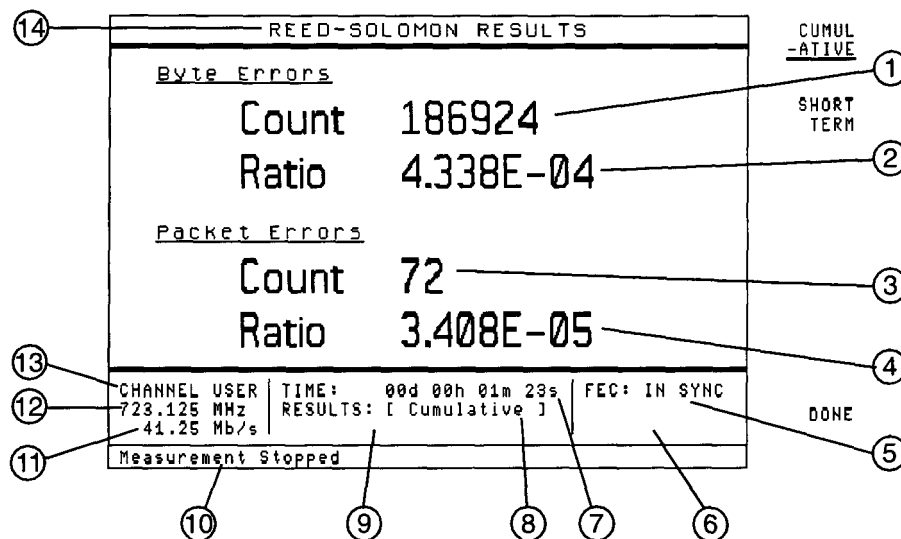 14 REED-SOLOMON RESULTS
CUMUL
-ATIVE
Byte Errors
1
Count 186924
SHORT
TERM
Ratio 4.338E-04
2
Packet Errors
Count 72
3
Ratio 3.408E-05
4
13
CHANNEL USER TIME: 00d 00h 01m 23s FEC: IN SYNC
12
723.125 MHz RESULTS: [ Cumulative ]
DONE
41.25 Mb/s
11
5
Measurement Stopped
10 9 8 7 6